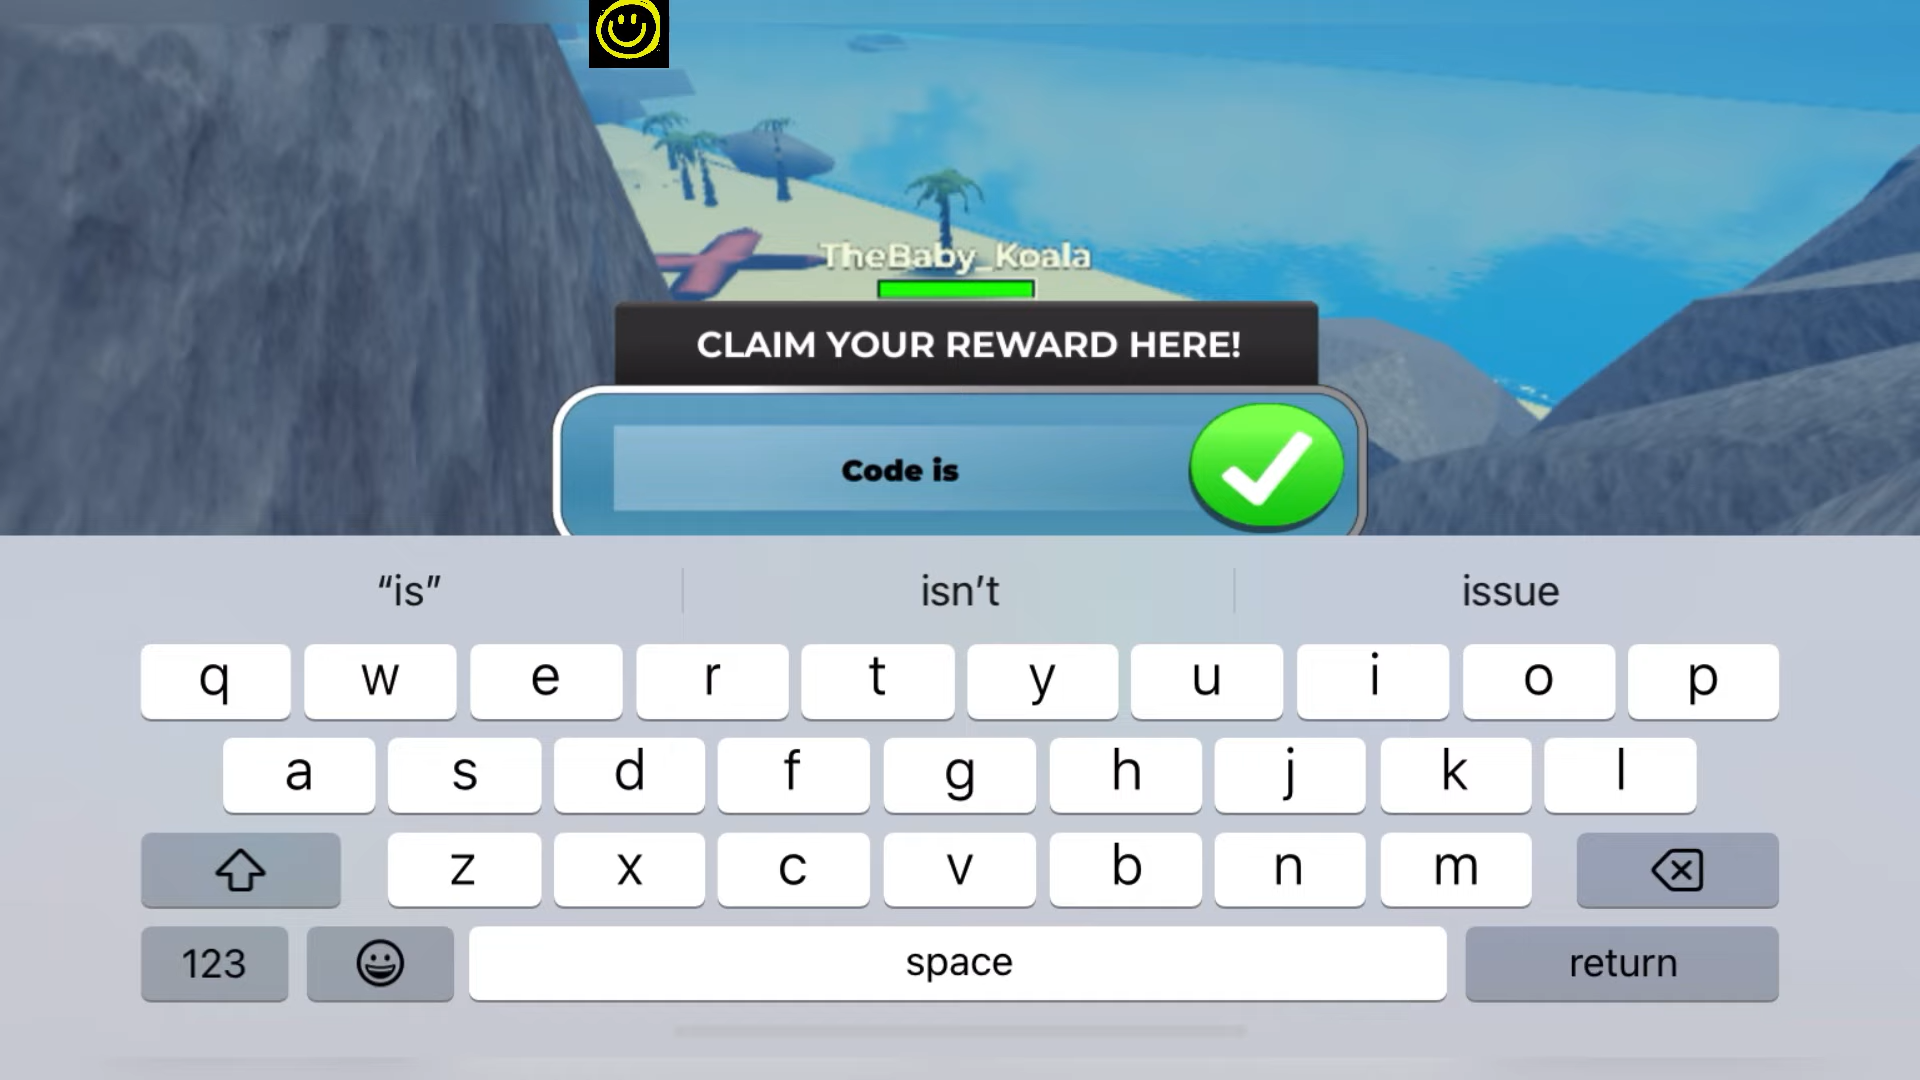 TheBaby_Koala
CLAIM YOUR REWARD HERE!
Code is
“is” isn’t issue
q w e r t y u i o p
a s d f g h j k l
z x c v b n m
123 space return